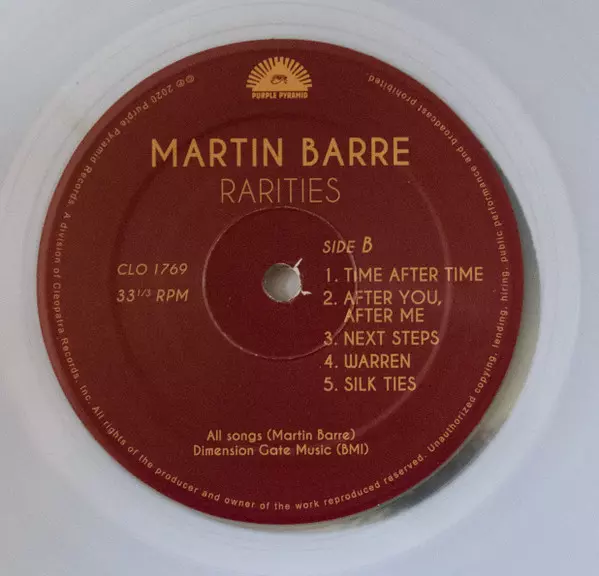 PURPLE PYRAMID
MARTIN BARRE
RARITIES
SIDE B
CLO 1769
33 1/3 RPM
1. TIME AFTER TIME
2. AFTER YOU,
AFTER ME
3. NEXT STEPS
4. WARREN
5. SILK TIES
All songs (Martin Barre)
Dimension Gate Music (BMI)
℗© 2020 Purple Pyramid Records. A division of Cleopatra Records, Inc. All rights of the producer and owner of the work reproduced reserved. Unauthorized copying, lending, hiring, public performance and broadcast prohibited.